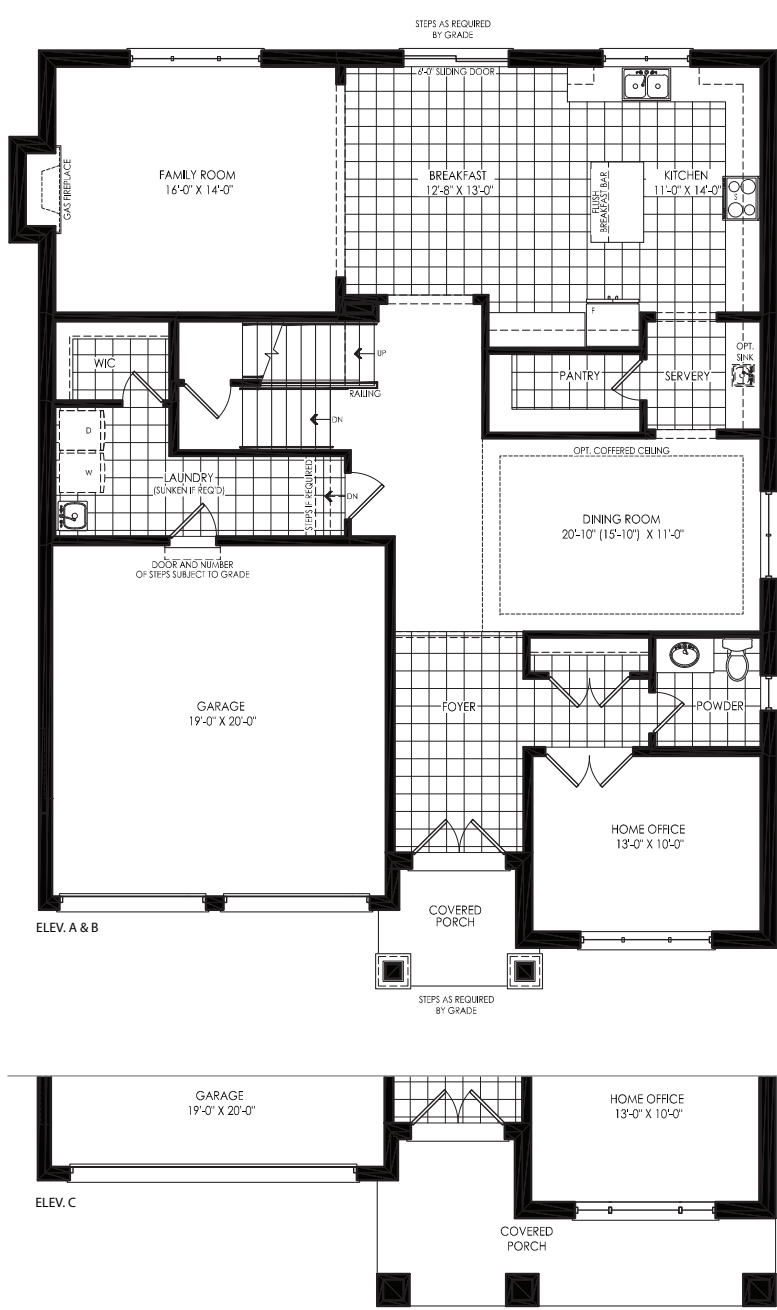 STEPS AS REQUIRED
BY GRADE
6'-0" SLIDING DOOR
FAMILY ROOM
16'-0" X 14'-0"
GAS FIREPLACE
BREAKFAST
12'-8" X 13'-0"
FLUSH
BREAKFAST BAR
KITCHEN
11'-0" X 14'-0"
S
F
WIC
UP
RAILING
DN
PANTRY
SERVERY
OPT.
SINK
D
W
LAUNDRY
(SUNKEN IF REQ'D)
STEPS IF REQUIRED
DN
OPT. COFFERED CEILING
DINING ROOM
20'-10" (15'-10") X 11'-0"
DOOR AND NUMBER
OF STEPS SUBJECT TO GRADE
GARAGE
19'-0" X 20'-0"
FOYER
POWDER
HOME OFFICE
13'-0" X 10'-0"
COVERED
PORCH
ELEV. A & B
STEPS AS REQUIRED
BY GRADE
GARAGE
19'-0" X 20'-0"
HOME OFFICE
13'-0" X 10'-0"
ELEV. C
COVERED
PORCH